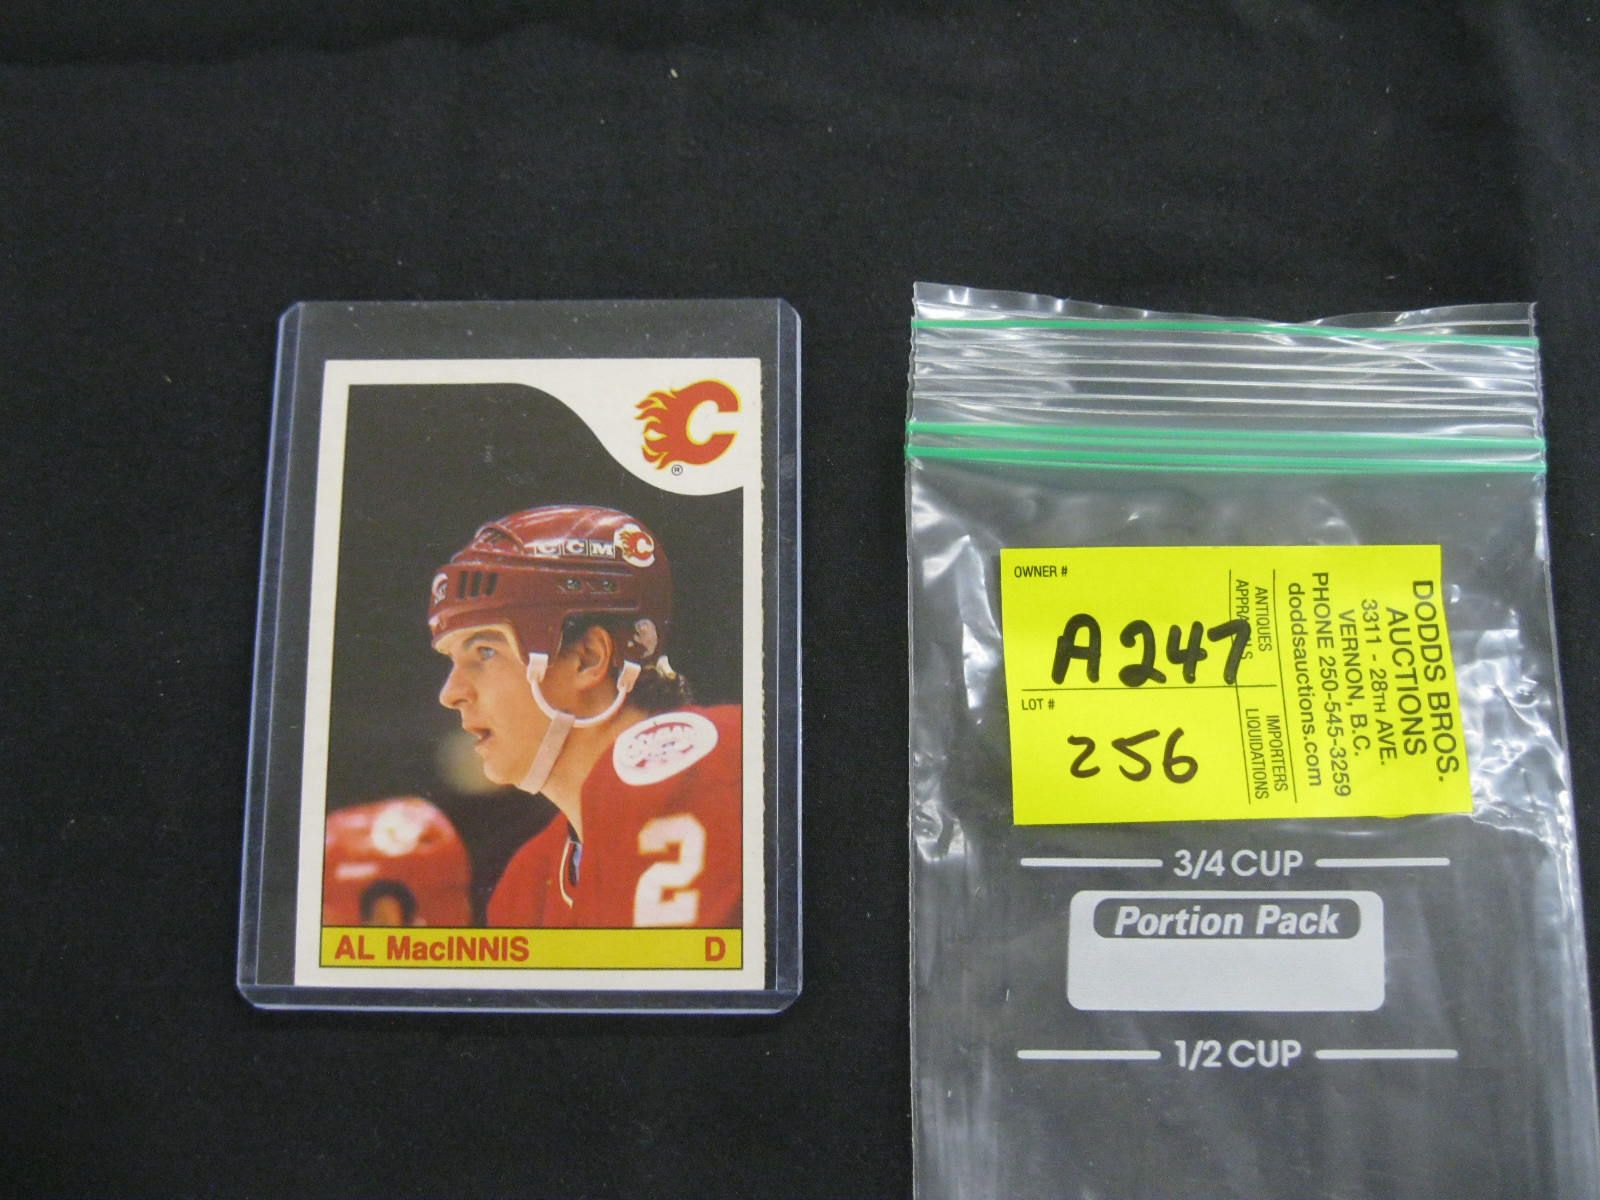 C
®
CCM
AL MacINNIS D
2
OWNER #
A247
LOT #
256
DODDS BROS.
AUCTIONS
3311 - 28TH AVE.
VERNON, B.C.
PHONE 250-545-3259
doddsauctions.com
ANTIQUES
IMPORTERS
LIQUIDATIONS
3/4 CUP
Portion Pack
1/2 CUP